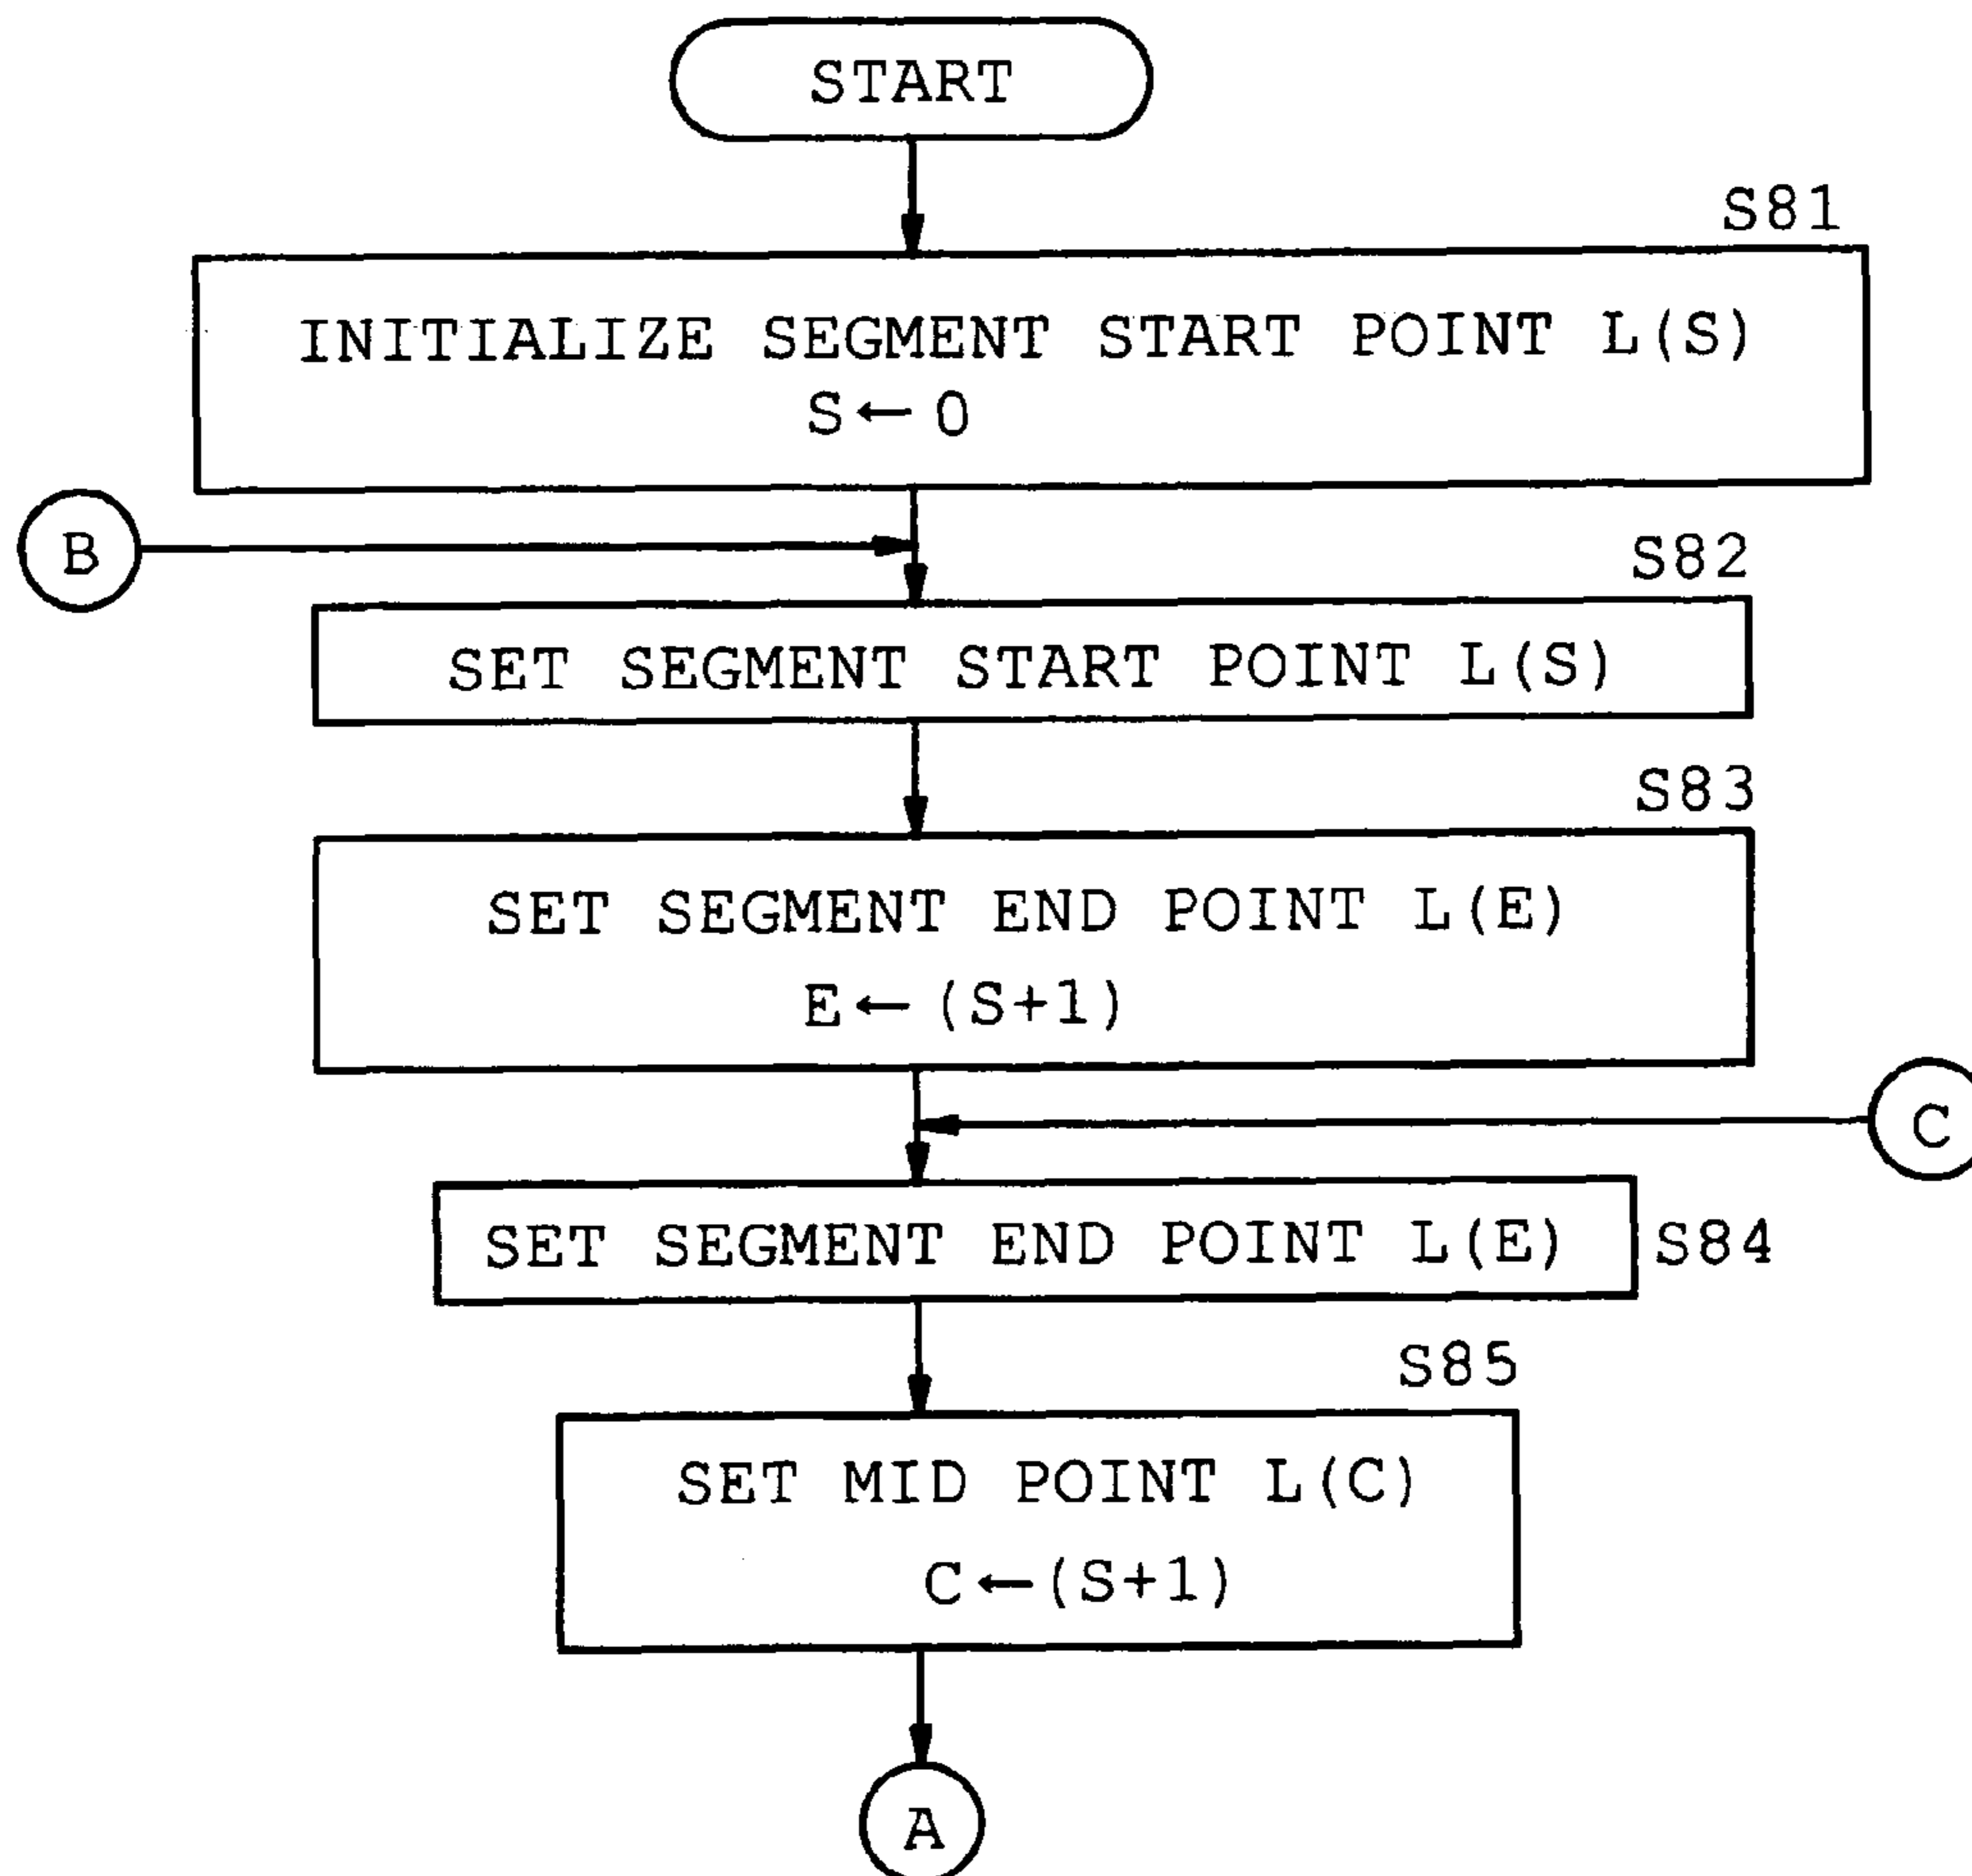 START
S81
INITIALIZE SEGMENT START POINT L(S)
S ← 0
B
S82
SET SEGMENT START POINT L(S)
S83
SET SEGMENT END POINT L(E)
E ← (S+1)
C
SET SEGMENT END POINT L(E) S84
S85
SET MID POINT L(C)
C ← (S+1)
A